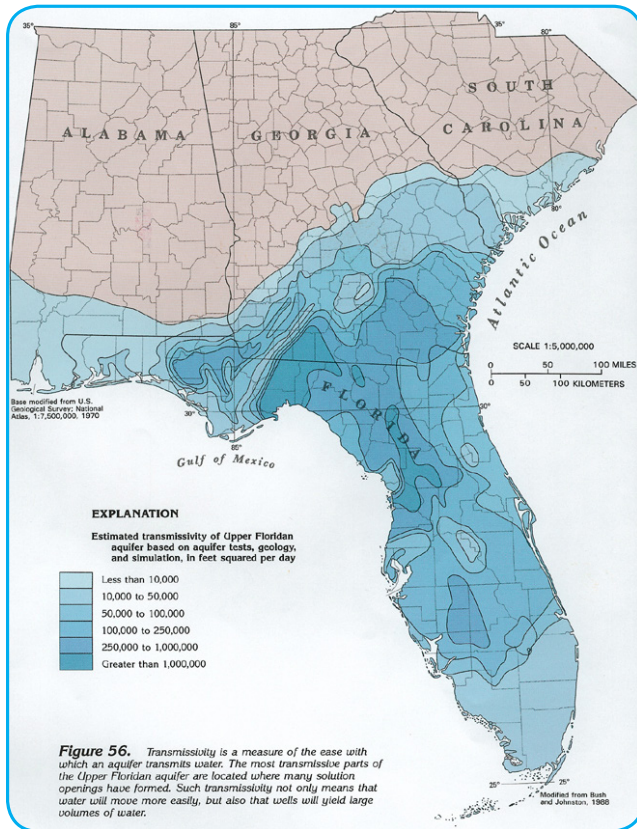 35°
85°
35°
80°
SOUTH
CAROLINA
ALABAMA
GEORGIA
80°
Atlantic Ocean
SCALE 1:5,000,000
0 50 100 MILES
0 50 100 KILOMETERS
Base modified from U.S.
Geological Survey; National
Atlas, 1:7,500,000, 1970
30°
85°
30°
FLORIDA
Gulf of Mexico
EXPLANATION
Estimated transmissivity of Upper Floridan
aquifer based on aquifer tests, geology,
and simulation, in feet squared per day
Less than 10,000
10,000 to 50,000
50,000 to 100,000
100,000 to 250,000
250,000 to 1,000,000
Greater than 1,000,000
Figure 56. Transmissivity is a measure of the ease with
which an aquifer transmits water. The most transmissive parts of
the Upper Floridan aquifer are located where many solution
openings have formed. Such transmissivity not only means that
water will move more easily, but also that wells will yield large
volumes of water.
25°
25°
Modified from Bush
and Johnston, 1988